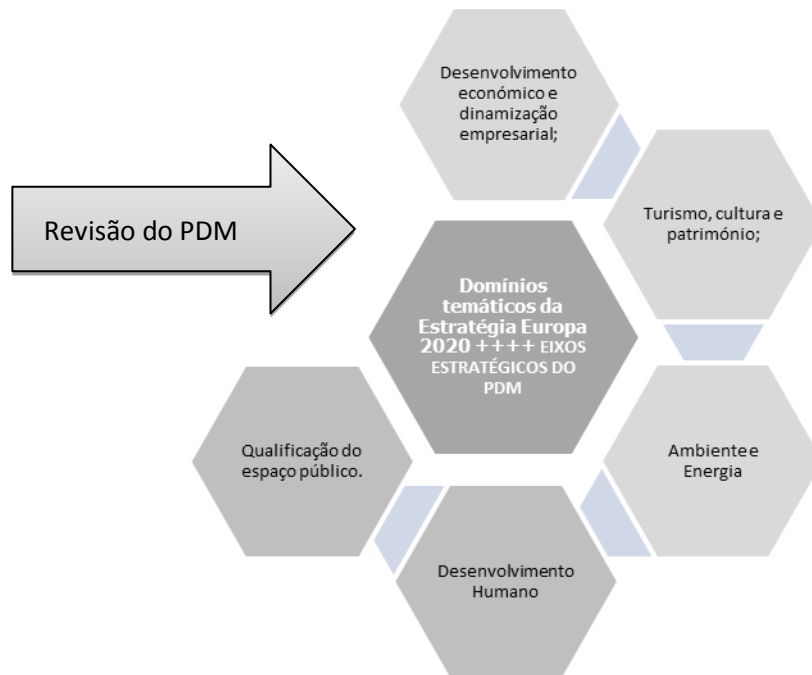 Desenvolvimento
económico e
dinamização
empresarial;
Turismo, cultura e
património;
Revisão do PDM
Domínios
temáticos da
Estratégia Europa
2020 ++++ EIXOS
ESTRATÉGICOS DO
PDM
Ambiente e
Energia
Qualificação do
espaço público.
Desenvolvimento
Humano